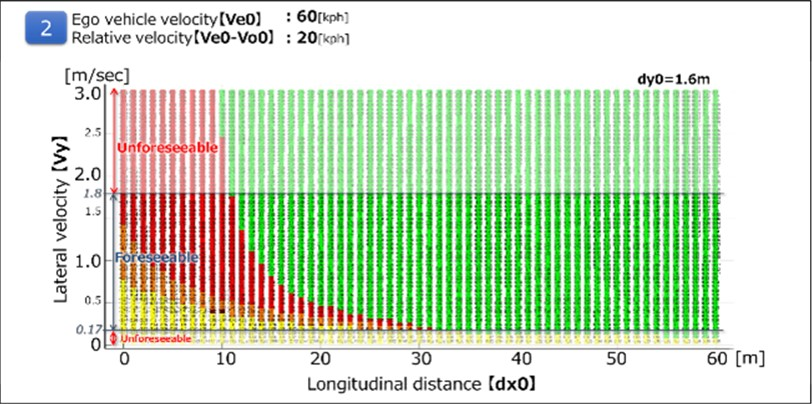 2
Ego vehicle velocity【Ve0】 : 60[kph]
Relative velocity【Ve0-Vo0】 : 20[kph]
[m/sec]
dy0=1.6m
Lateral velocity【Vy】
3.0
2.5
Unforeseeable
2.0
1.8
1.5
Foreseeable
1.0
0.5
0.17
Unforeseeable
0
0 10 20 30 40 50 60 [m]
Longitudinal distance【dx0】